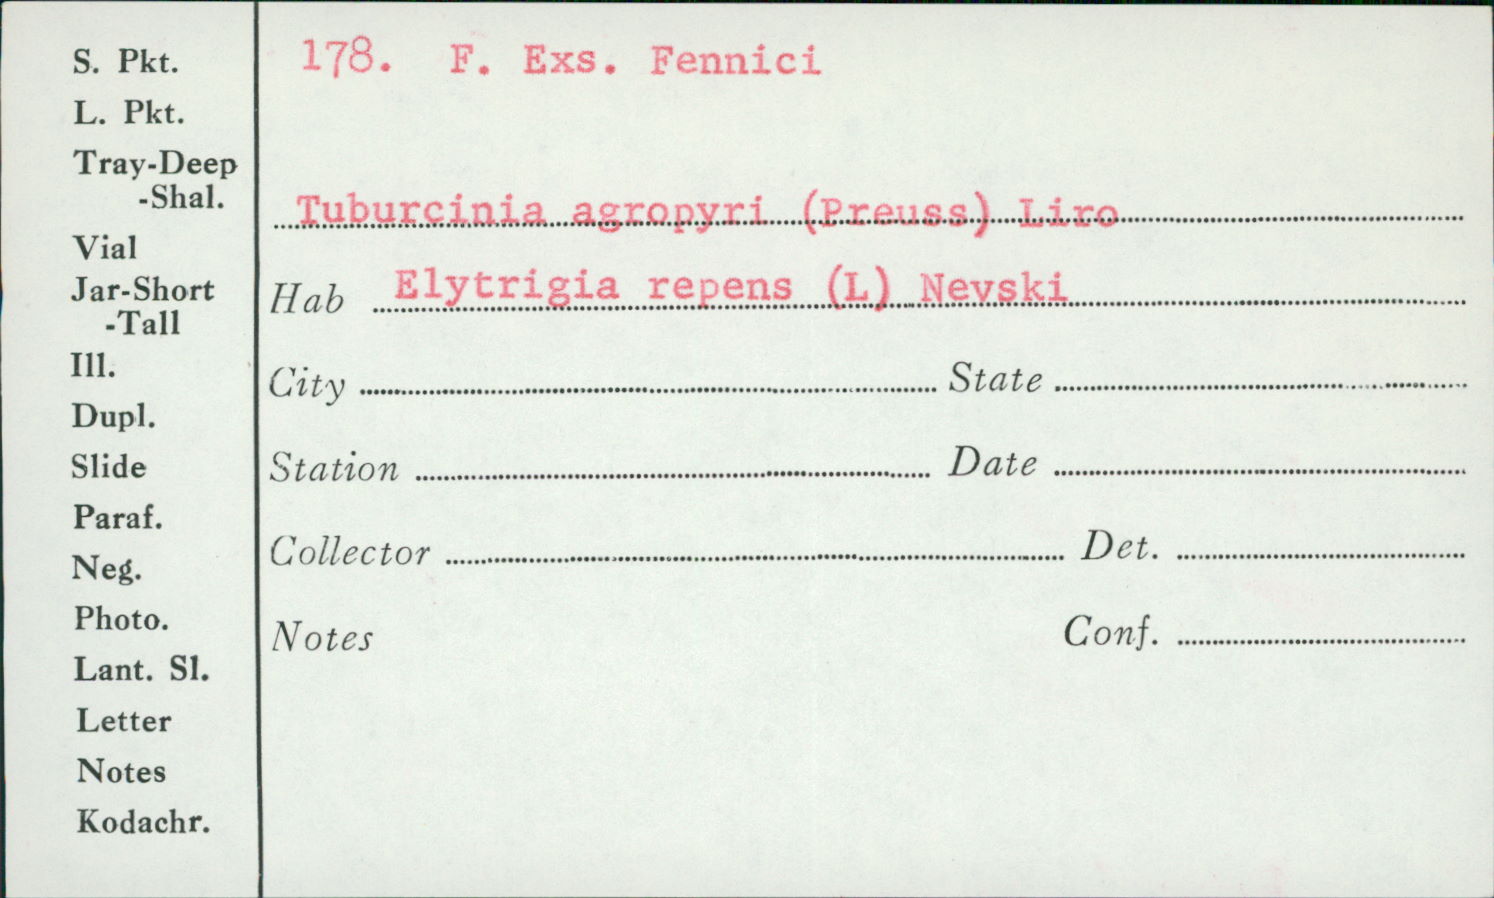 S. Pkt.
L. Pkt.
Tray-Deep
-Shal.
Vial
Jar-Short
-Tall
Ill.
Dupl.
Slide
Paraf.
Neg.
Photo.
Lant. Sl.
Letter
Notes
Kodachr.
178. F. Exs. Fennici
Tuburcinia agropyri (Preuss) Liro
Hab Elytrigia repens (L) Nevski
City State
Station Date
Collector Det.
Notes Conf.